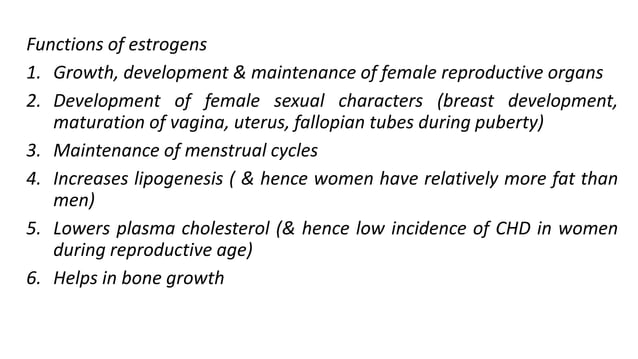 Functions of estrogens
1. Growth, development & maintenance of female reproductive organs
2. Development of female sexual characters (breast development,
maturation of vagina, uterus, fallopian tubes during puberty)
3. Maintenance of menstrual cycles
4. Increases lipogenesis ( & hence women have relatively more fat than
men)
5. Lowers plasma cholesterol (& hence low incidence of CHD in women
during reproductive age)
6. Helps in bone growth